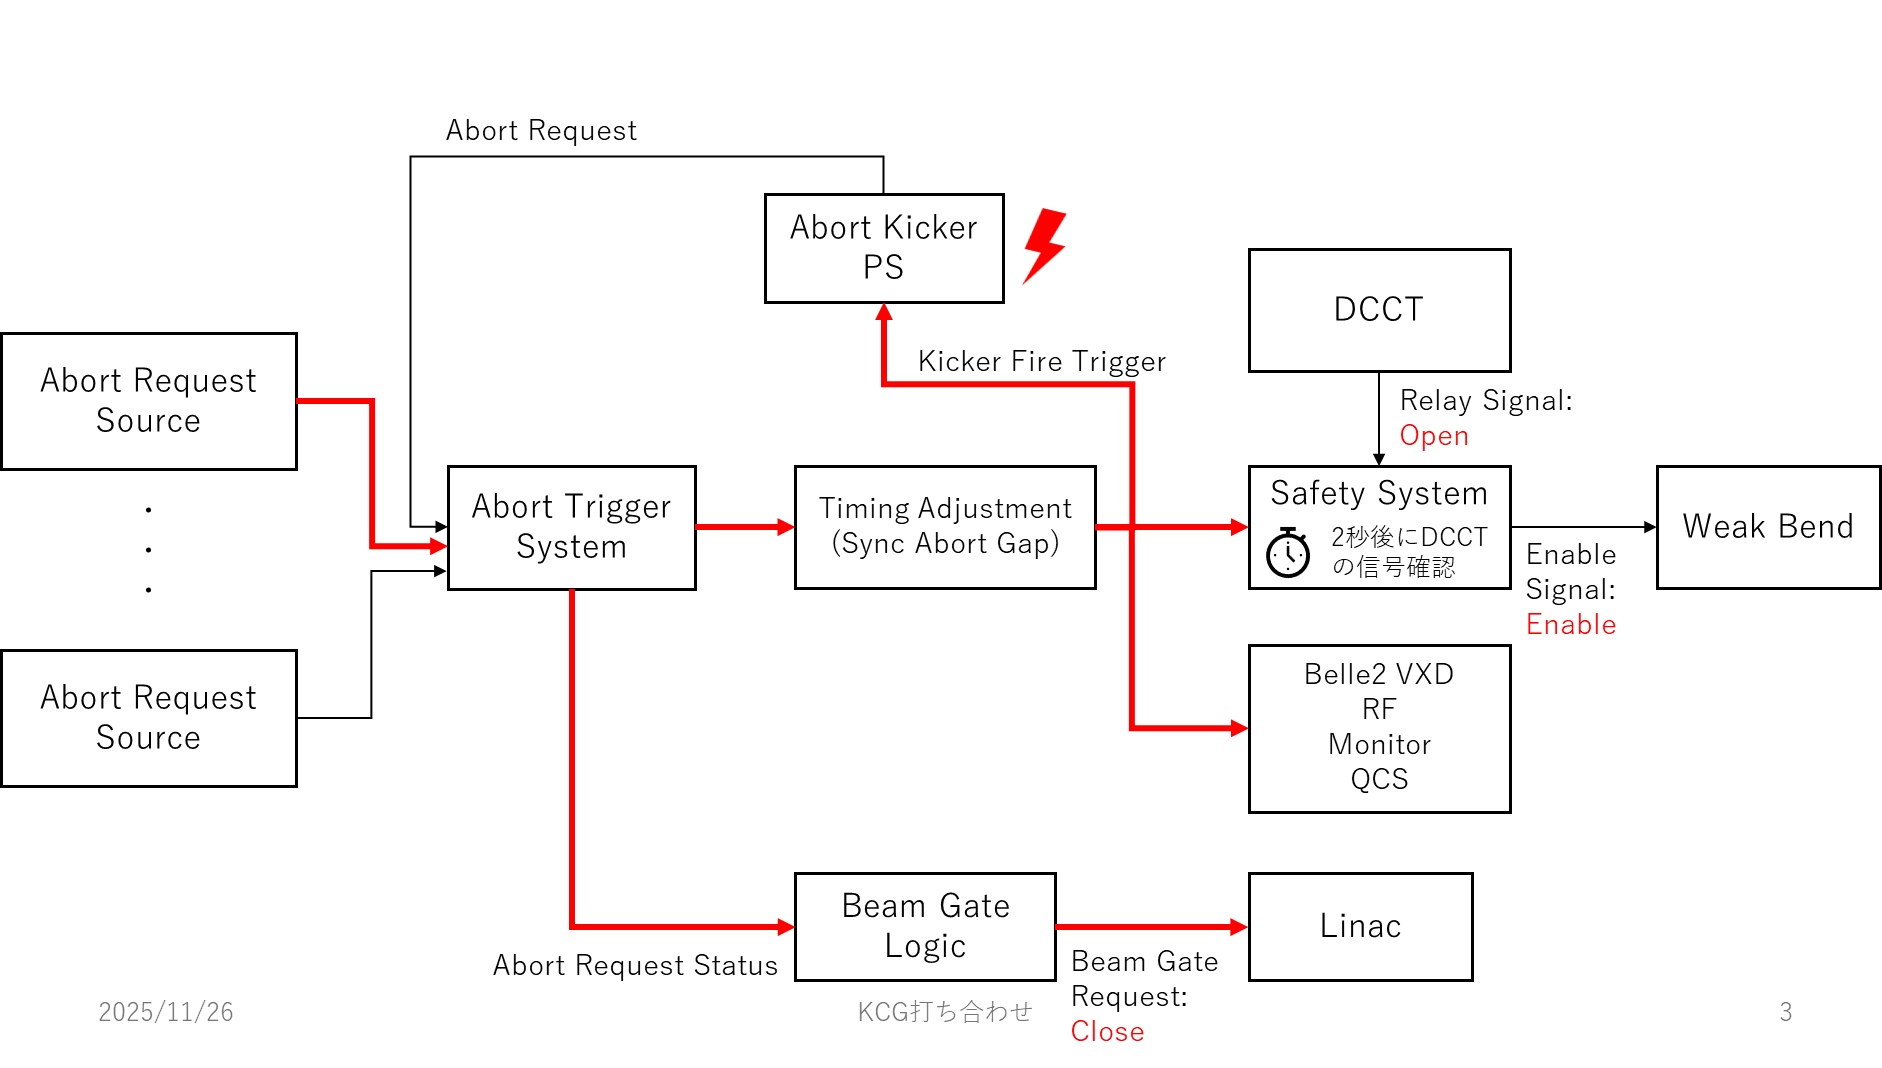 Abort Request
Abort Kicker
PS
DCCT
Kicker Fire Trigger
Abort Request
Source
Relay Signal:
Open
・
・
・
Abort Trigger
System
Timing Adjustment
(Sync Abort Gap)
Safety System
2秒後にDCCT
の信号確認
Weak Bend
Enable
Signal:
Enable
Abort Request
Source
Belle2 VXD
RF
Monitor
QCS
Beam Gate
Logic
Linac
Abort Request Status
Beam Gate
Request:
Close
2025/11/26
KCG打ち合わせ
3